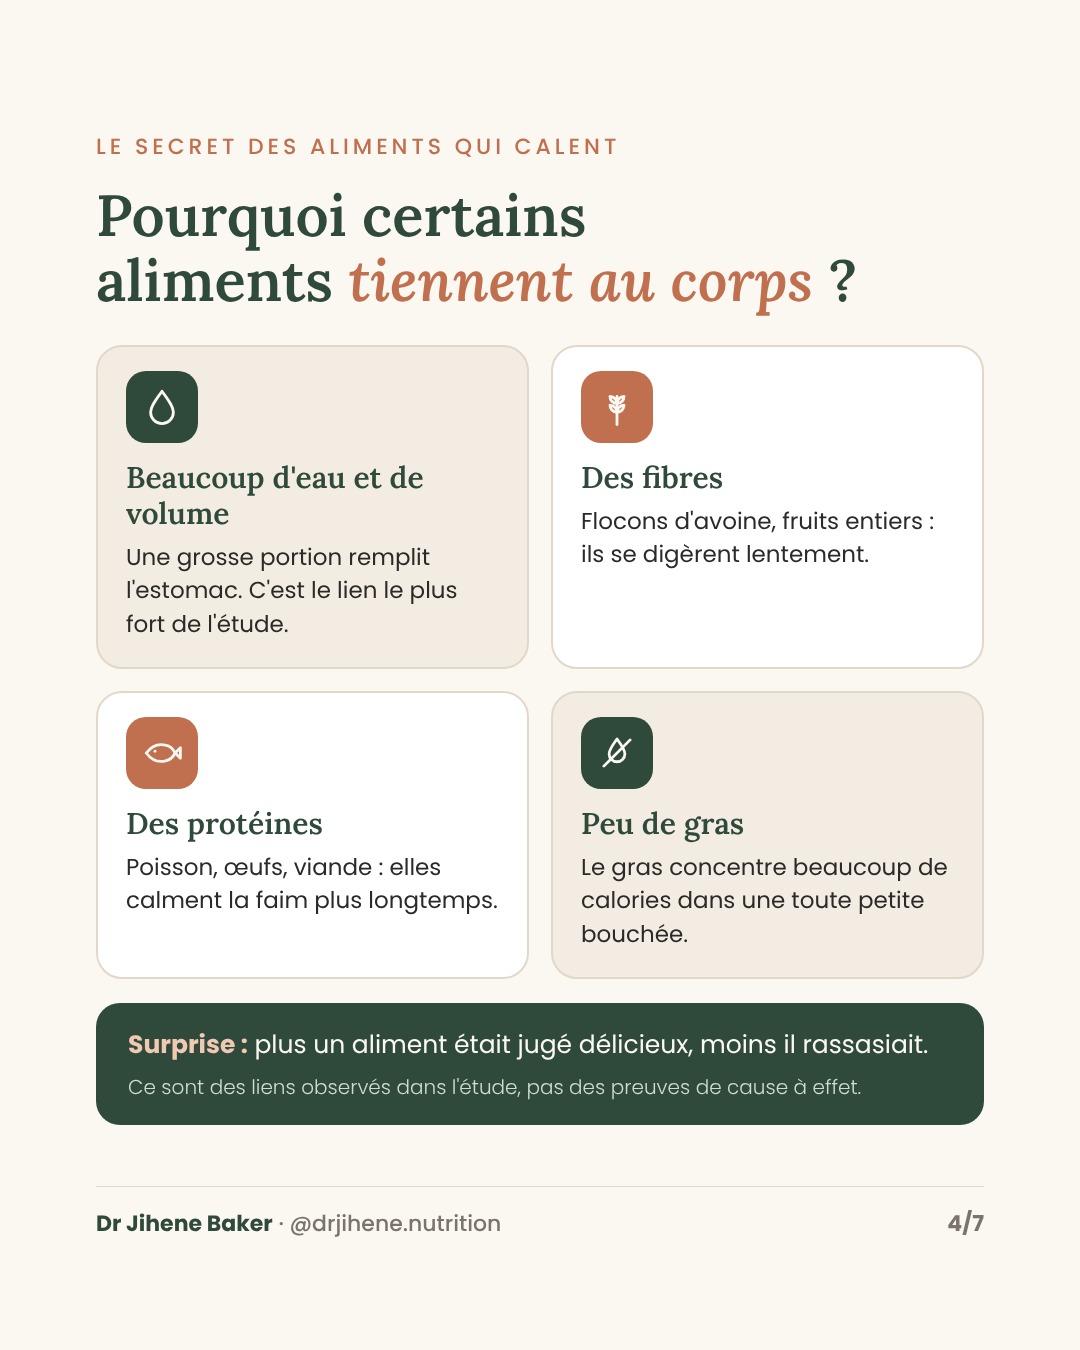 LE SECRET DES ALIMENTS QUI CALENT
Pourquoi certains
aliments tiennent au corps ?
Beaucoup d'eau et de
volume
Une grosse portion remplit
l'estomac. C'est le lien le plus
fort de l'étude.
Des fibres
Flocons d'avoine, fruits entiers :
ils se digèrent lentement.
Des protéines
Poisson, œufs, viande : elles
calment la faim plus longtemps.
Peu de gras
Le gras concentre beaucoup de
calories dans une toute petite
bouchée.
Surprise : plus un aliment était jugé délicieux, moins il rassasiait.
Ce sont des liens observés dans l'étude, pas des preuves de cause à effet.
Dr Jihene Baker · @drjihene.nutrition
4/7